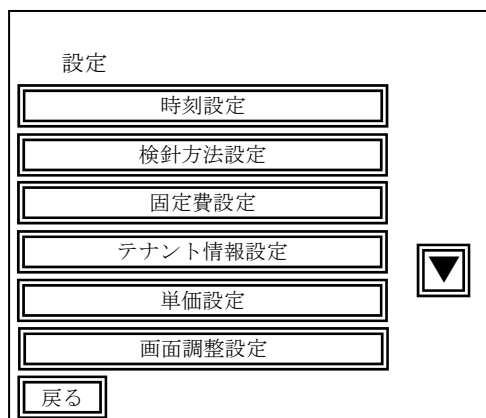 設定
時刻設定
検針方法設定
固定費設定
テナント情報設定
▼
単価設定
画面調整設定
戻る